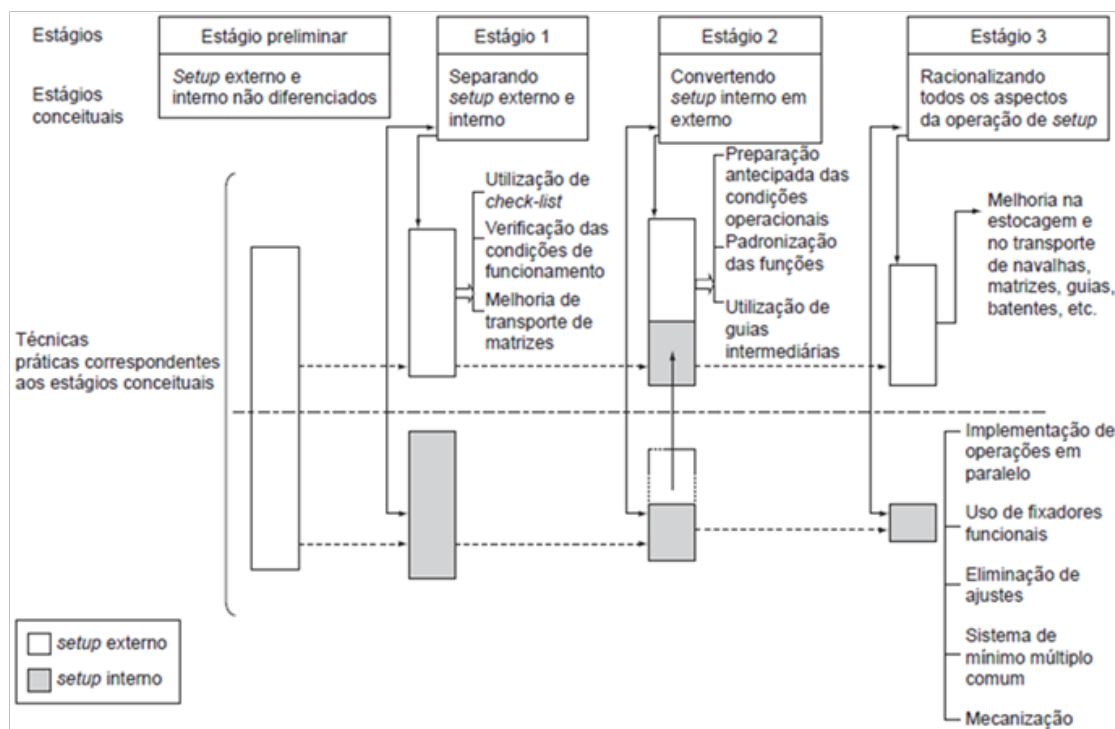 Estágios
Estágio preliminar
Estágio 1
Estágio 2
Estágio 3
Estágios
conceituais
Setup externo e
interno não diferenciados
Separando
setup externo e
interno
Convertendo
setup interno em
externo
Racionalizando
todos os aspectos
da operação de setup
Técnicas
práticas correspondentes
aos estágios conceituais
Utilização de
check-list
Verificação das
condições de
funcionamento
Melhoria de
transporte de
matrizes
Preparação
antecipada das
condições
operacionais
Padronização
das funções
Utilização de
guias
intermediárias
Melhoria na
estocagem e
no transporte
de navalhas,
matrizes, guias,
batentes, etc.
Implementação de
operações em
paralelo
Uso de fixadores
funcionais
Eliminação de
ajustes
Sistema de
mínimo múltiplo
comum
Mecanização
setup externo
setup interno